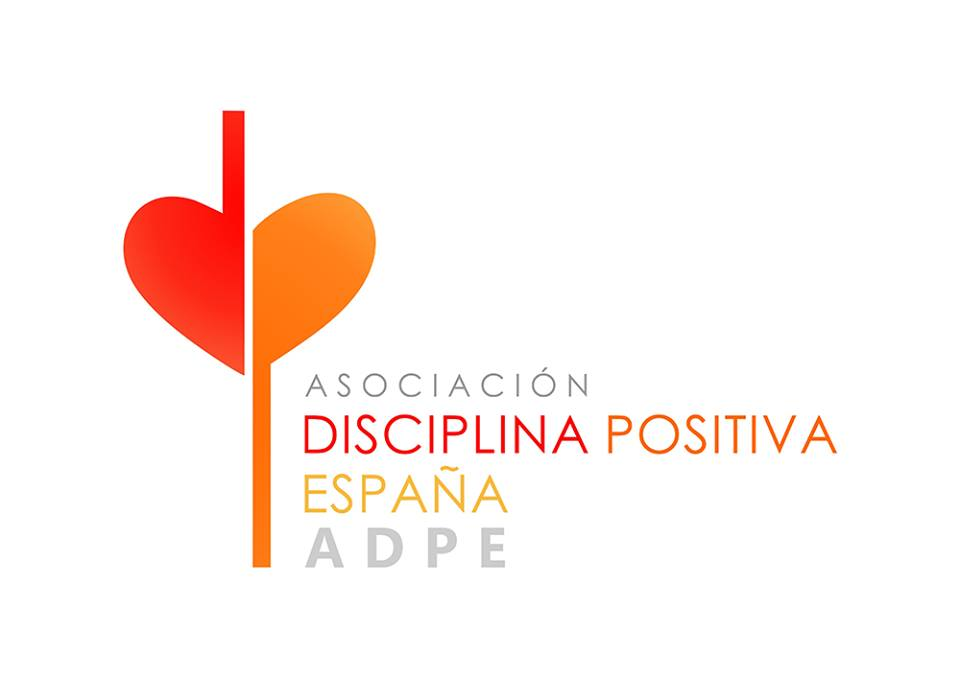 ASOCIACIÓN
DISCIPLINA POSITIVA
ESPAÑA
ADPE